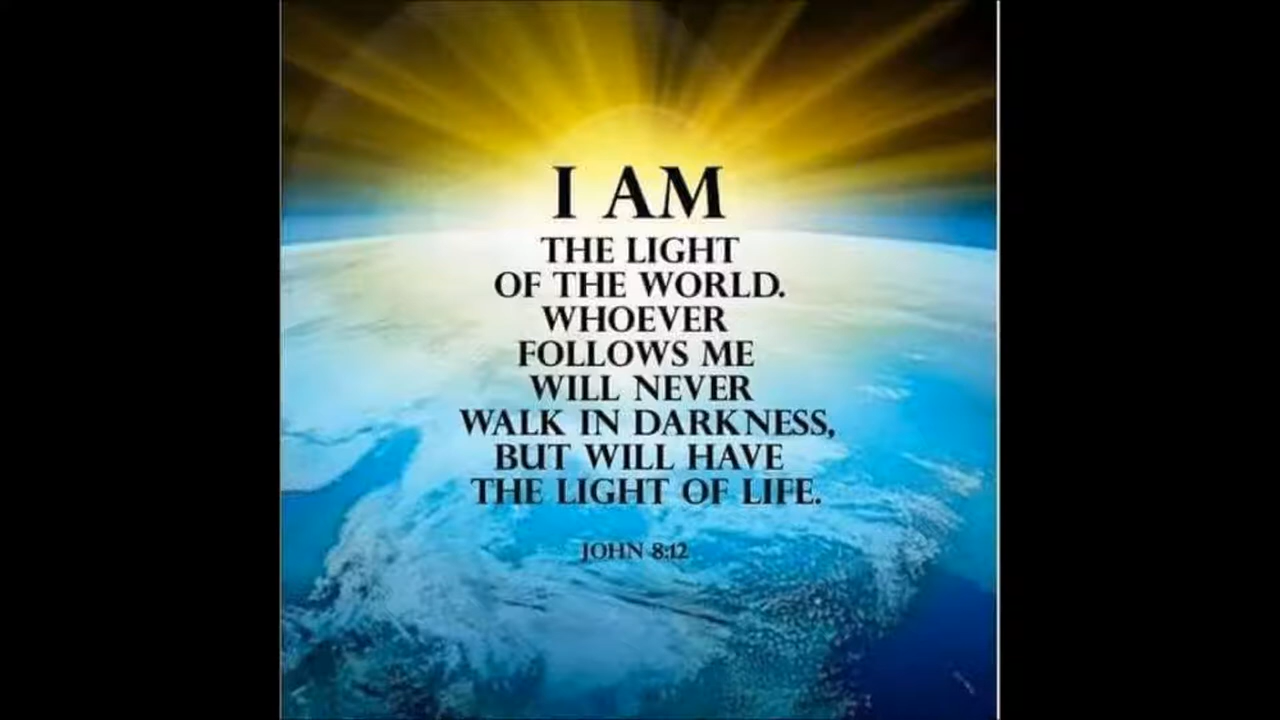 I AM
THE LIGHT
OF THE WORLD.
WHOEVER
FOLLOWS ME
WILL NEVER
WALK IN DARKNESS,
BUT WILL HAVE
THE LIGHT OF LIFE.
JOHN 8:12